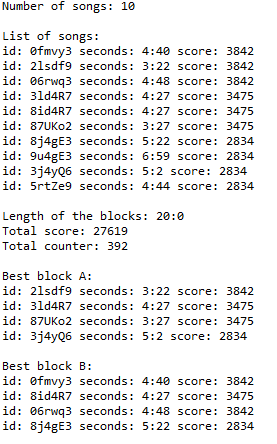 Number of songs: 10
List of songs:
id: 0fmvy3 seconds: 4:40 score: 3842
id: 2lsdf9 seconds: 3:22 score: 3842
id: 06rwq3 seconds: 4:48 score: 3842
id: 3ld4R7 seconds: 4:27 score: 3475
id: 8id4R7 seconds: 4:27 score: 3475
id: 87UKo2 seconds: 3:27 score: 3475
id: 8j4gE3 seconds: 5:22 score: 2834
id: 9u4gE3 seconds: 6:59 score: 2834
id: 3j4yQ6 seconds: 5:2 score: 2834
id: 5rtZe9 seconds: 4:44 score: 2834
Length of the blocks: 20:0
Total score: 27619
Total counter: 392
Best block A:
id: 2lsdf9 seconds: 3:22 score: 3842
id: 3ld4R7 seconds: 4:27 score: 3475
id: 87UKo2 seconds: 3:27 score: 3475
id: 3j4yQ6 seconds: 5:2 score: 2834
Best block B:
id: 0fmvy3 seconds: 4:40 score: 3842
id: 8id4R7 seconds: 4:27 score: 3475
id: 06rwq3 seconds: 4:48 score: 3842
id: 8j4gE3 seconds: 5:22 score: 2834